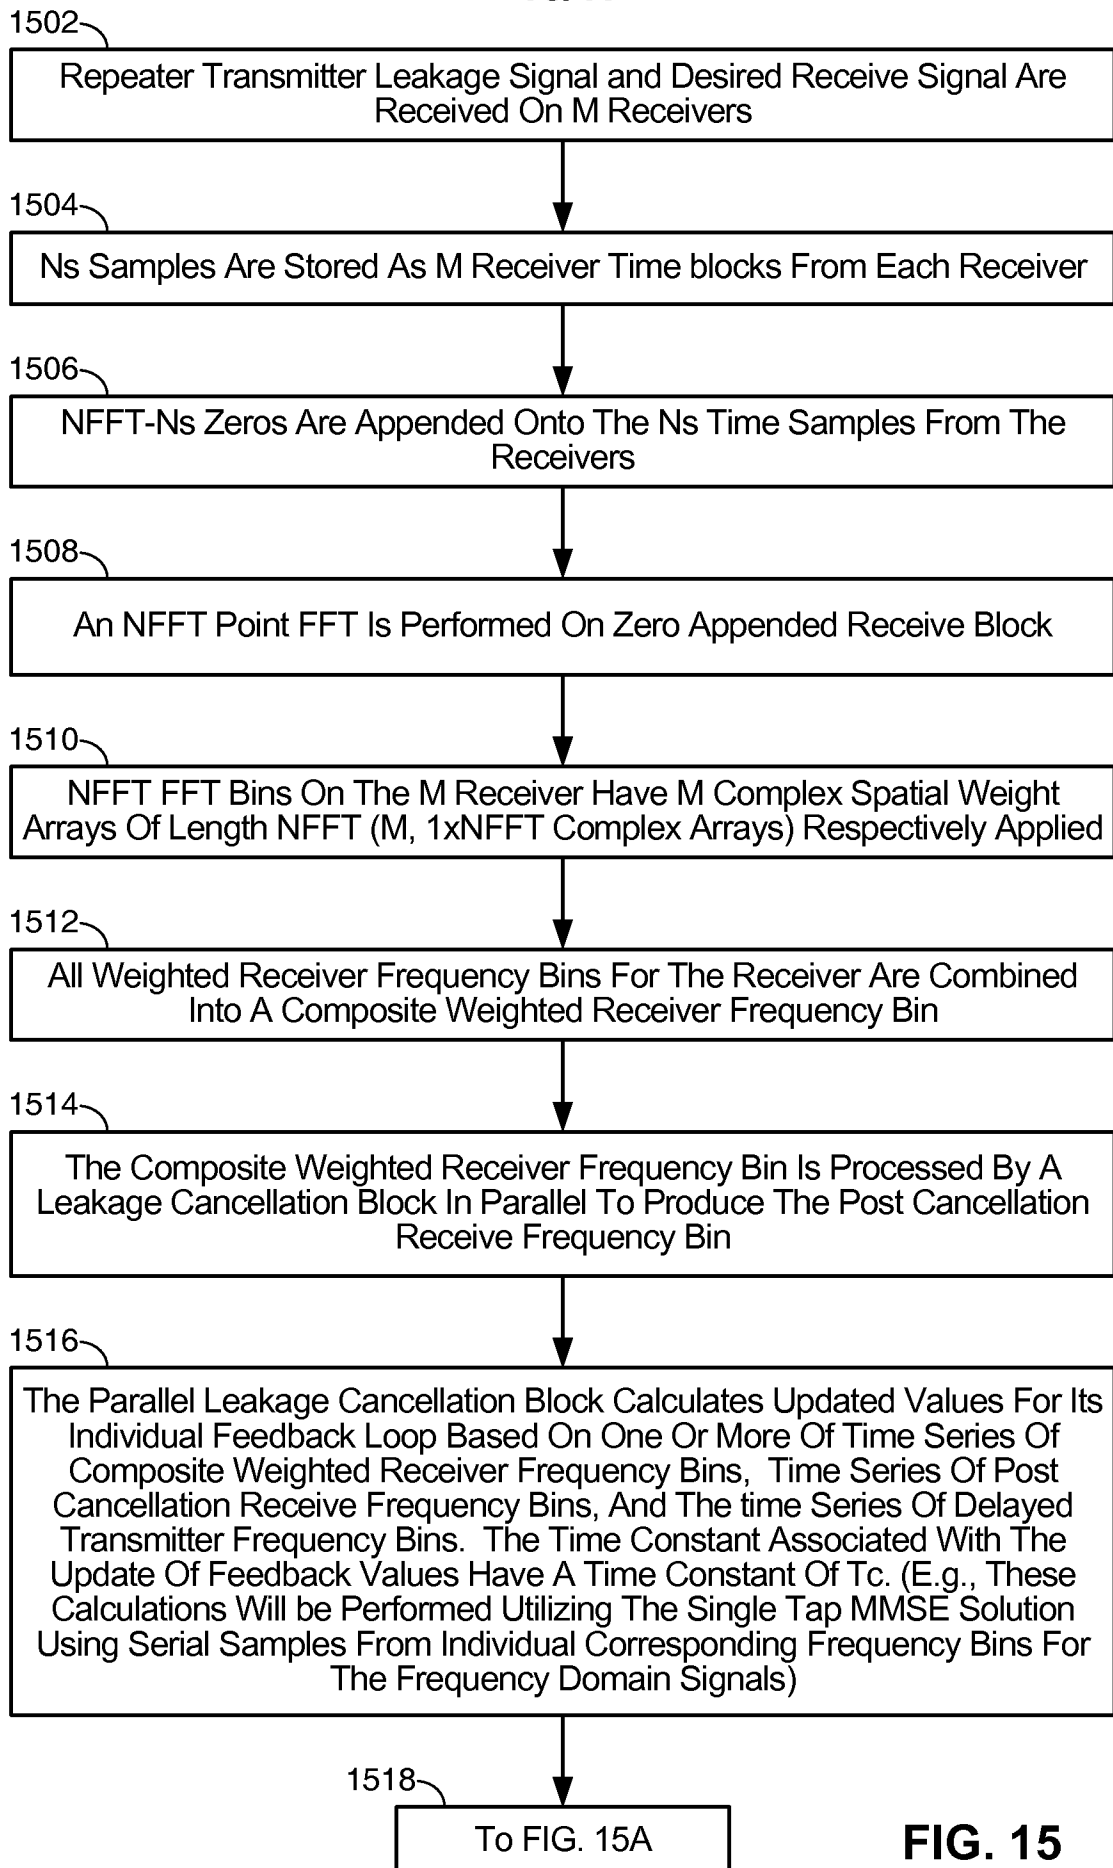 1502
Repeater Transmitter Leakage Signal and Desired Receive Signal Are
Received On M Receivers
1504
Ns Samples Are Stored As M Receiver Time blocks From Each Receiver
1506
NFFT-Ns Zeros Are Appended Onto The Ns Time Samples From The
Receivers
1508
An NFFT Point FFT Is Performed On Zero Appended Receive Block
1510
NFFT FFT Bins On The M Receiver Have M Complex Spatial Weight
Arrays Of Length NFFT (M, 1xNFFT Complex Arrays) Respectively Applied
1512
All Weighted Receiver Frequency Bins For The Receiver Are Combined
Into A Composite Weighted Receiver Frequency Bin
1514
The Composite Weighted Receiver Frequency Bin Is Processed By A
Leakage Cancellation Block In Parallel To Produce The Post Cancellation
Receive Frequency Bin
1516
The Parallel Leakage Cancellation Block Calculates Updated Values For Its
Individual Feedback Loop Based On One Or More Of Time Series Of
Composite Weighted Receiver Frequency Bins, Time Series Of Post
Cancellation Receive Frequency Bins, And The time Series Of Delayed
Transmitter Frequency Bins. The Time Constant Associated With The
Update Of Feedback Values Have A Time Constant Of Tc. (E.g., These
Calculations Will be Performed Utilizing The Single Tap MMSE Solution
Using Serial Samples From Individual Corresponding Frequency Bins For
The Frequency Domain Signals)
1518
To FIG. 15A
FIG. 15